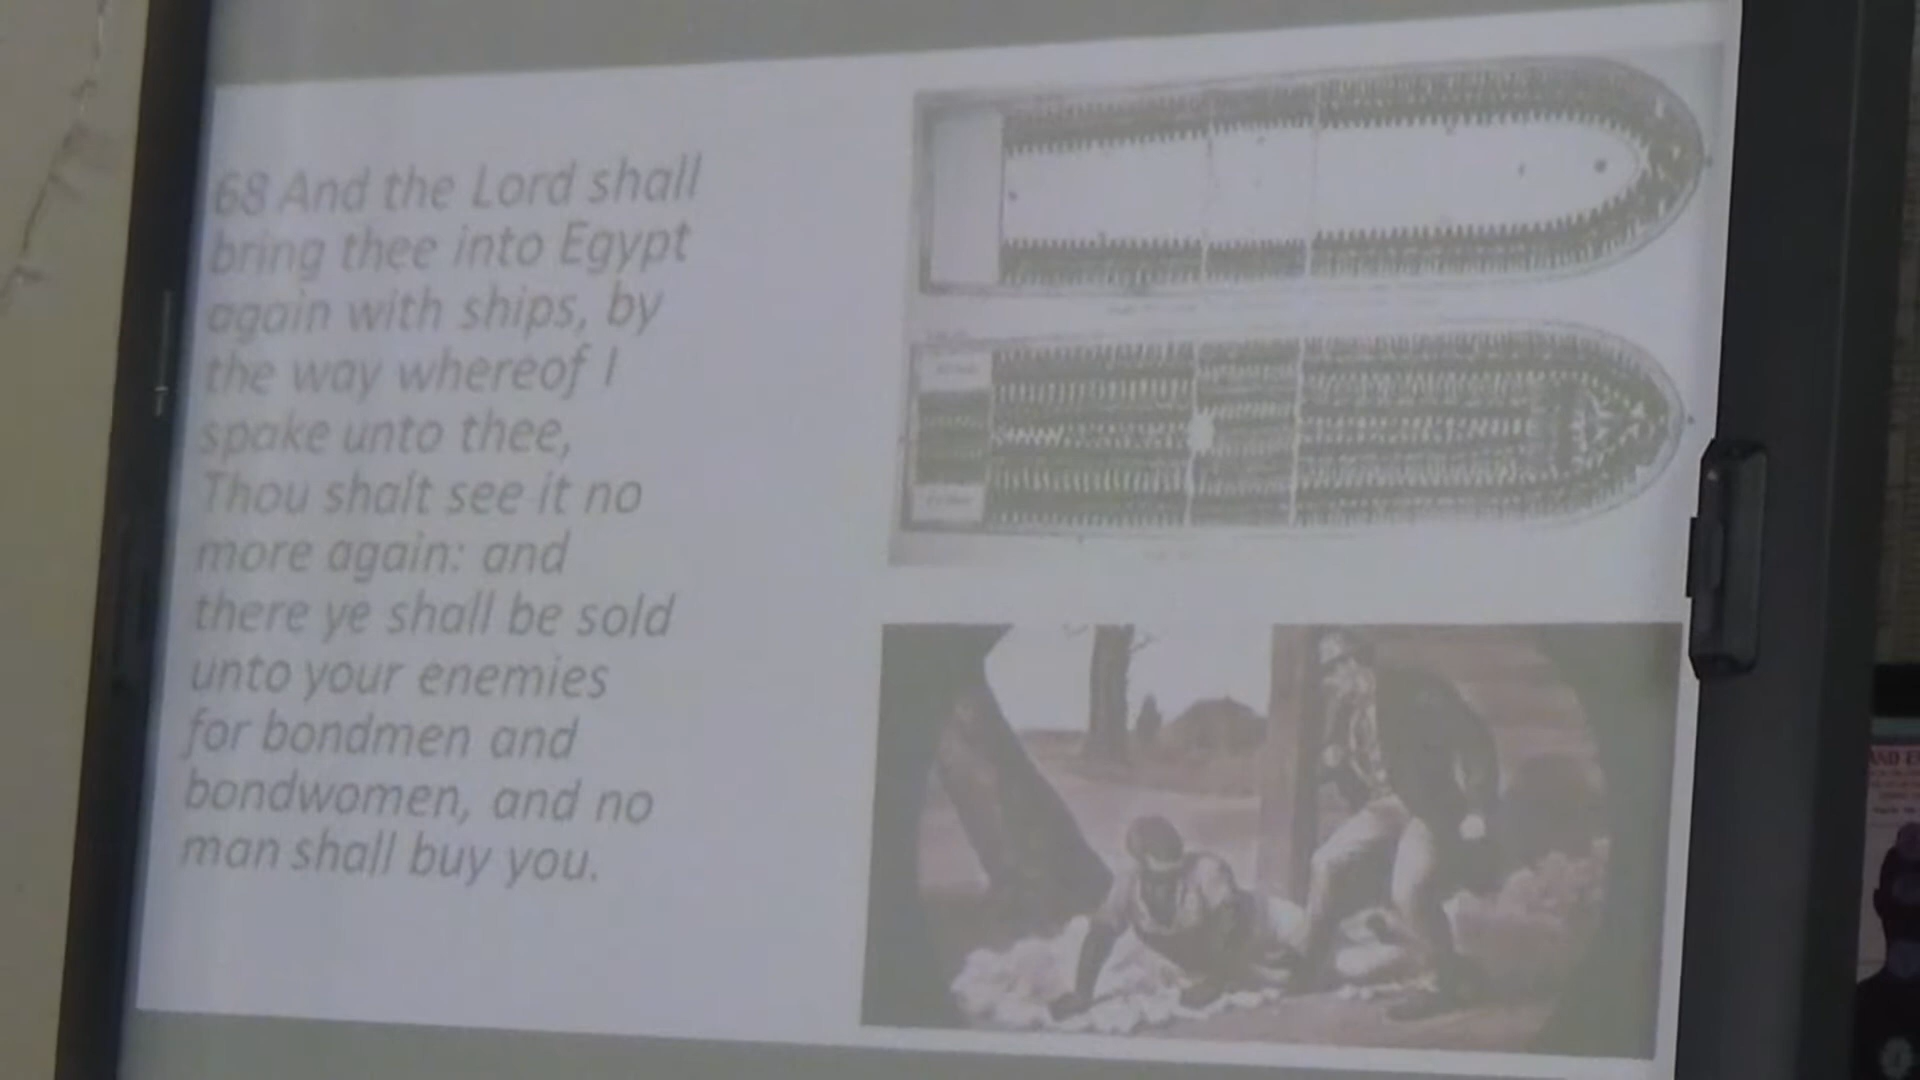 68 And the Lord shall
bring thee into Egypt
again with ships, by
the way whereof I
spake unto thee,
Thou shalt see it no
more again: and
there ye shall be sold
unto your enemies
for bondmen and
bondwomen, and no
man shall buy you.